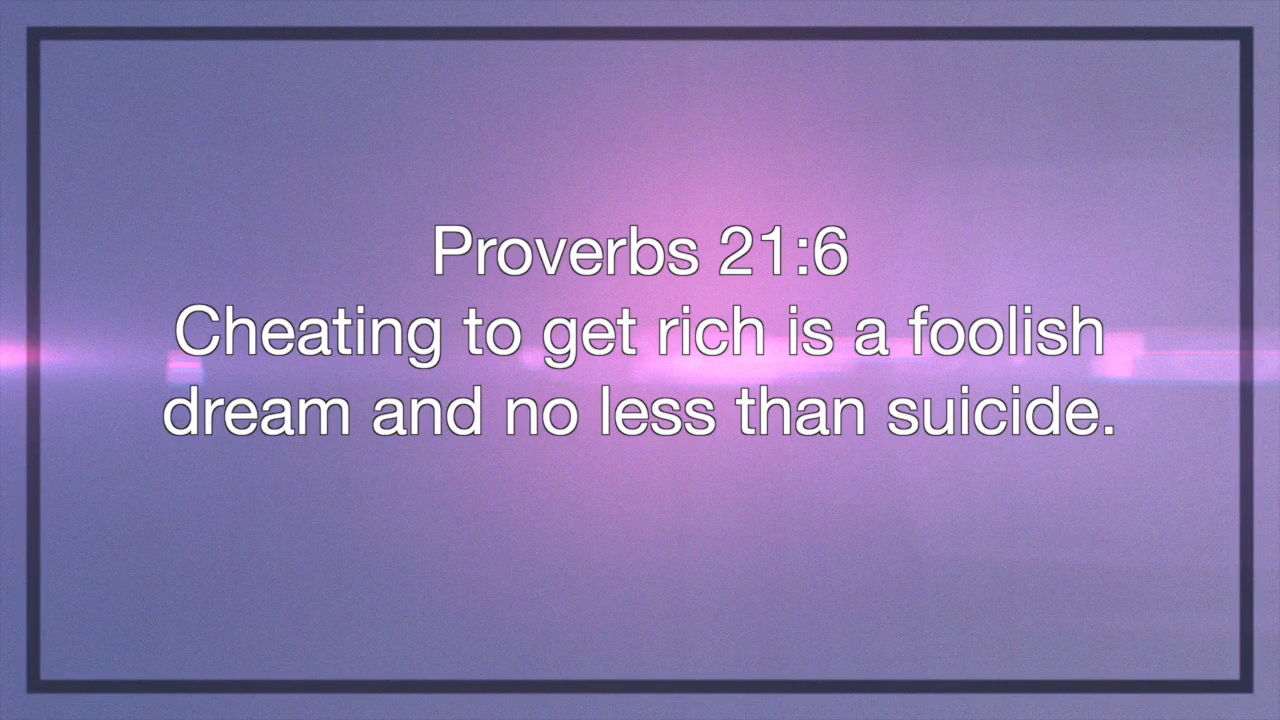 Proverbs 21:6
Cheating to get rich is a foolish
dream and no less than suicide.